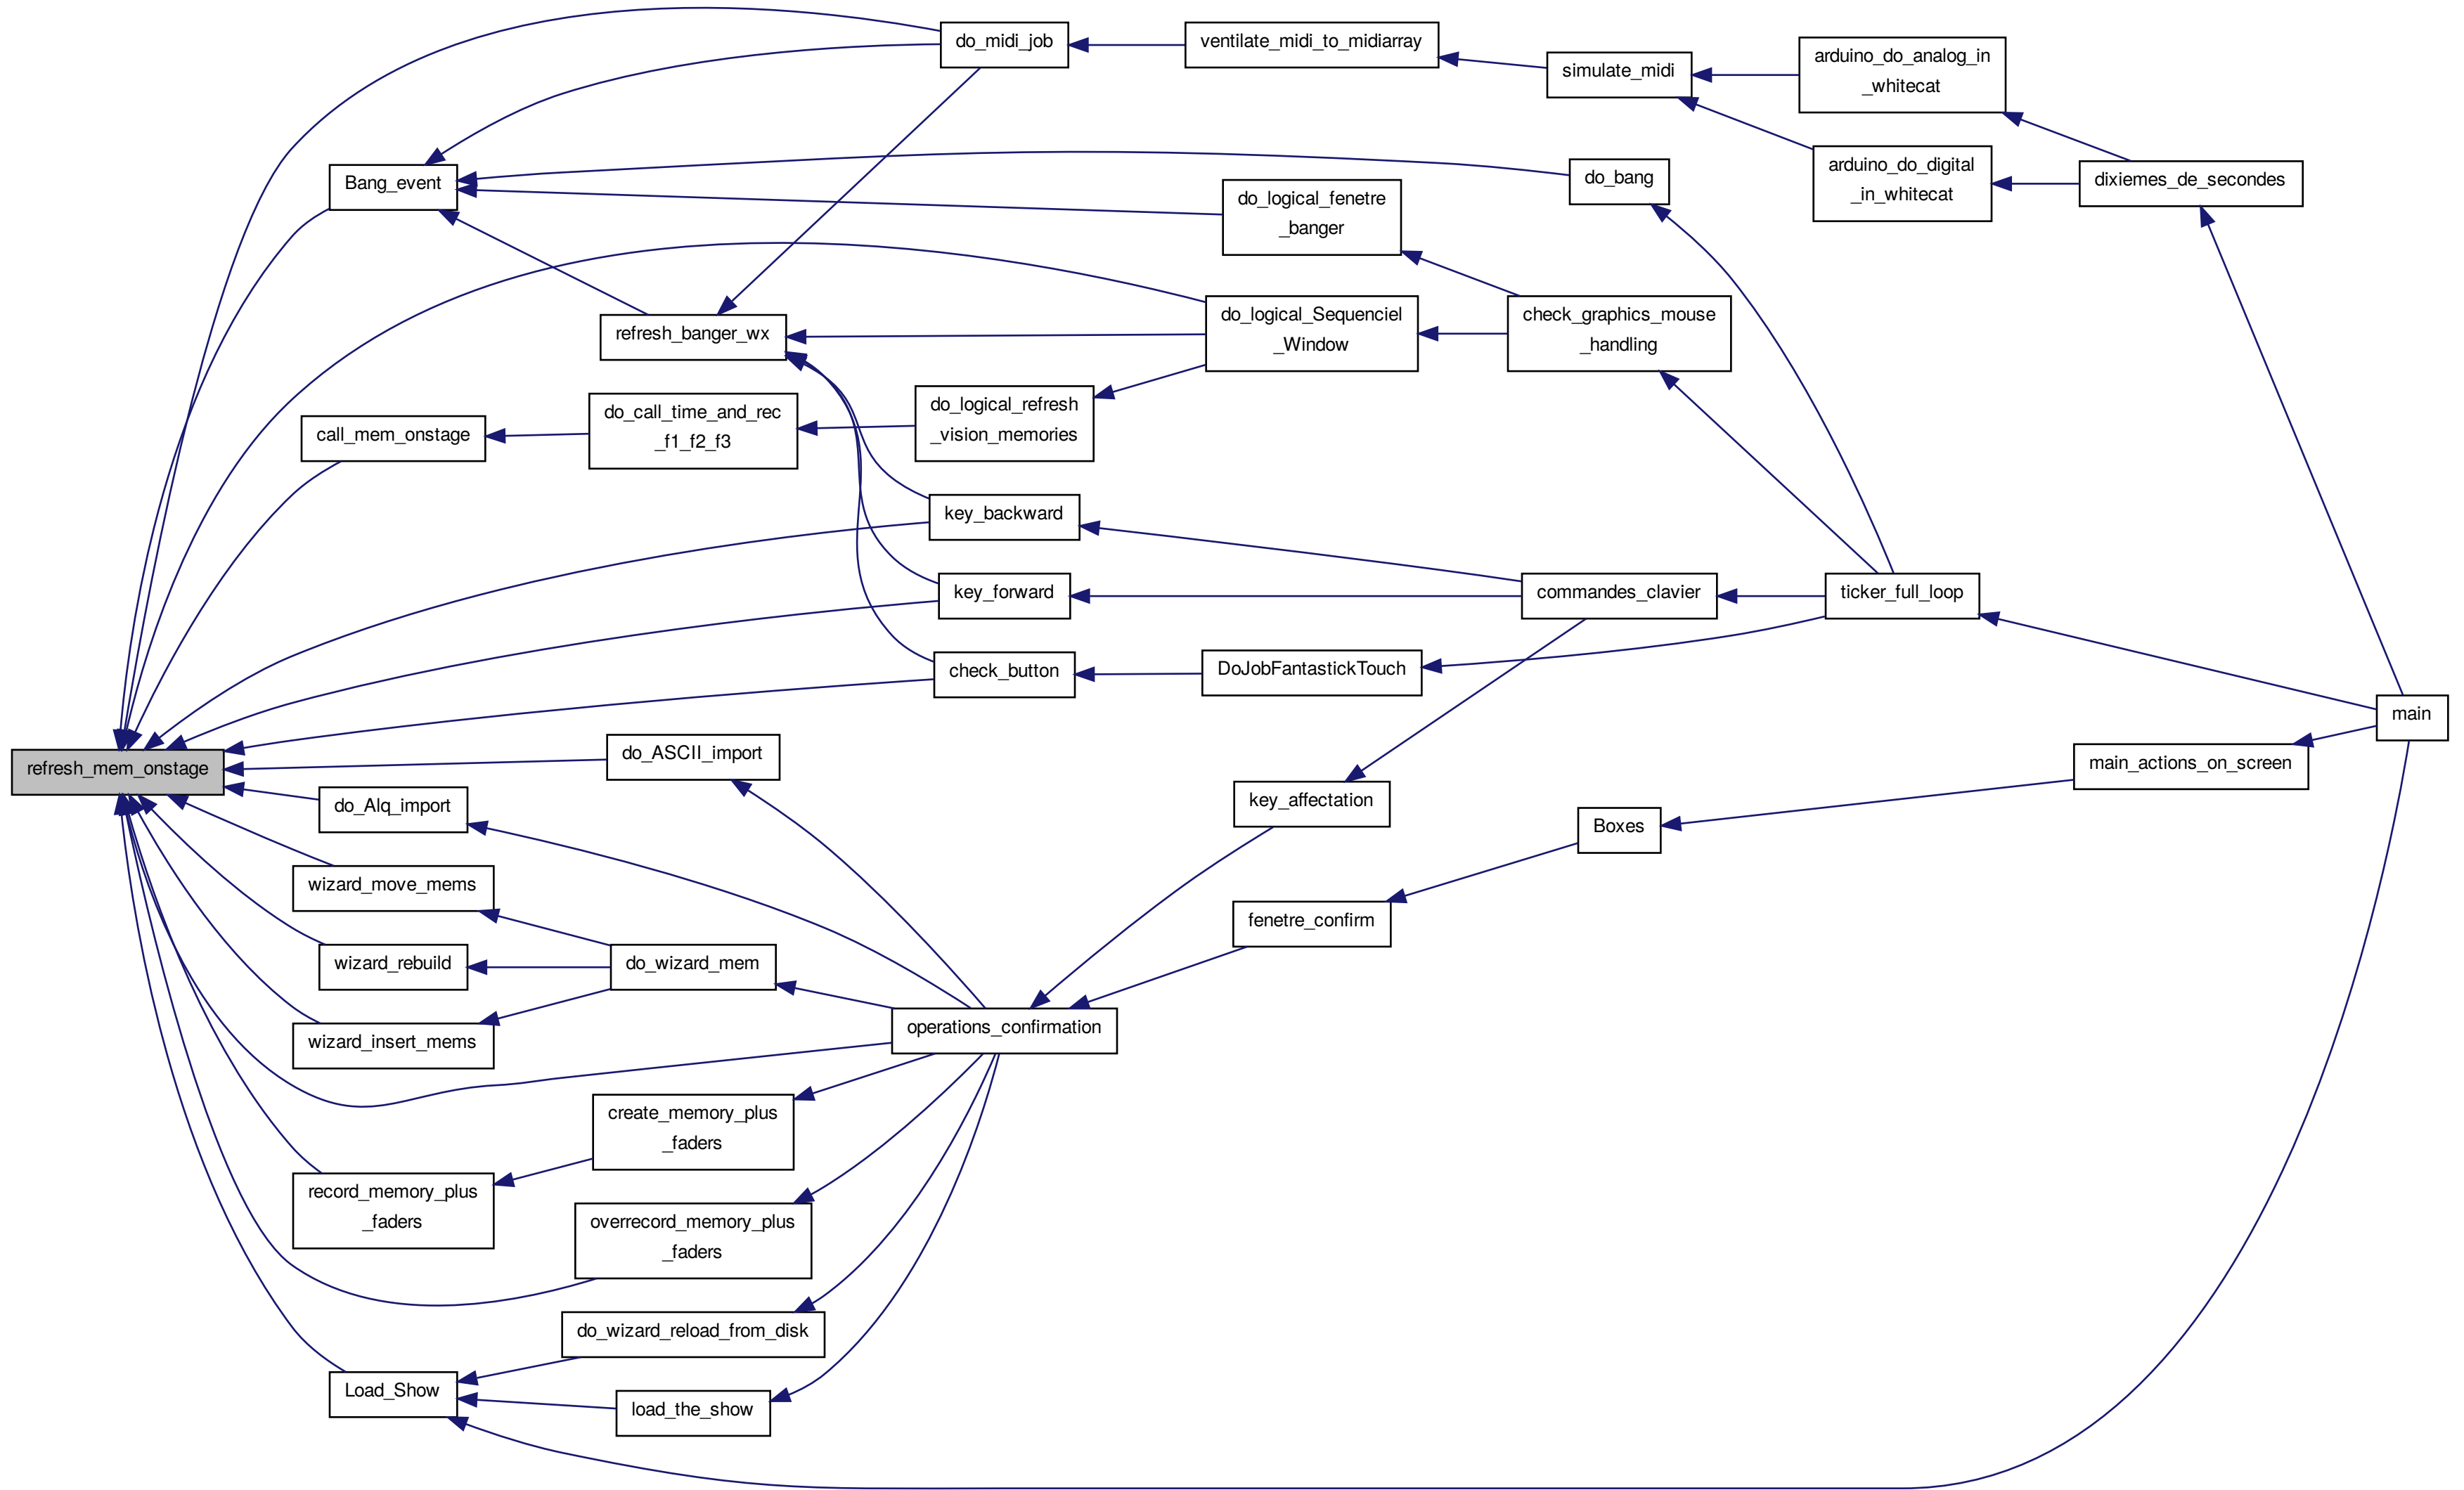 do_midi_job
ventilate_midi_to_midiarray
simulate_midi
arduino_do_analog_in
_whitecat
arduino_do_digital
_in_whitecat
dixiemes_de_secondes
Bang_event
do_bang
do_logical_fenetre
_banger
refresh_banger_wx
do_logical_Sequenciel
_Window
check_graphics_mouse
_handling
call_mem_onstage
do_call_time_and_rec
_f1_f2_f3
do_logical_refresh
_vision_memories
key_backward
key_forward
commandes_clavier
ticker_full_loop
check_button
DoJobFantastickTouch
main
refresh_mem_onstage
do_ASCII_import
main_actions_on_screen
do_Alq_import
key_affectation
Boxes
wizard_move_mems
fenetre_confirm
wizard_rebuild
do_wizard_mem
wizard_insert_mems
operations_confirmation
create_memory_plus
_faders
record_memory_plus
_faders
overrecord_memory_plus
_faders
do_wizard_reload_from_disk
Load_Show
load_the_show